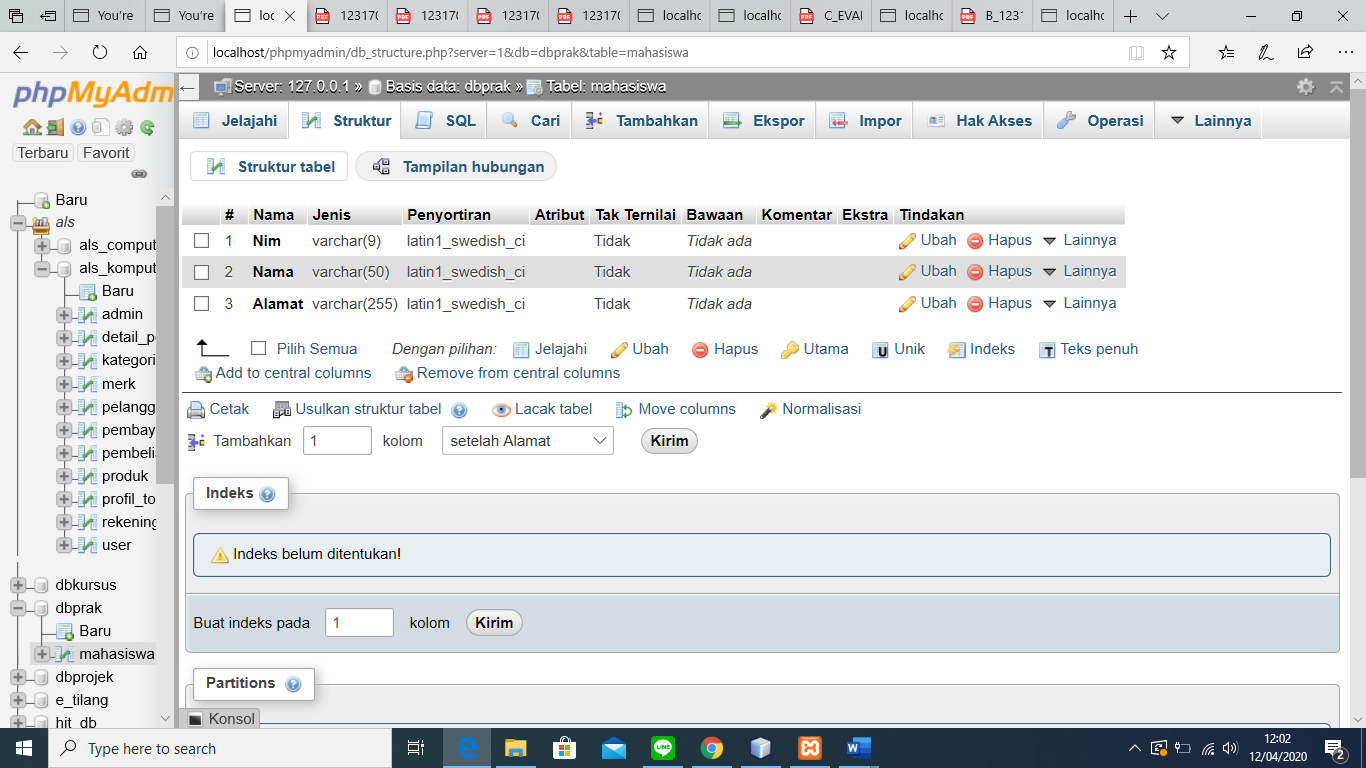 You're You're loc 12317( 12317( 12317( 12317( localho localho C_EVAI localho B_1231 localho
localhost/phpmyadmin/db_structure.php?server=1&db=dbprak&table=mahasiswa
phpMyAdm
Terbaru Favorit
Baru
als
als_comput
als_komput
Baru
admin
detail_p
kategori
merk
pelangg
pembay
pembeli
produk
profil_to
rekening
user
dbkursus
dbprak
Baru
mahasiswa
dbprojek
e_tilang
hit_db
Server: 127.0.0.1 » Basis data: dbprak » Tabel: mahasiswa
Jelajahi Struktur SQL Cari Tambahkan Ekspor Impor Hak Akses Operasi Lainnya
Struktur tabel Tampilan hubungan
# Nama Jenis Penyortiran Atribut Tak Ternilai Bawaan Komentar Ekstra Tindakan
1 Nim varchar(9) latin1_swedish_ci Tidak Tidak ada Ubah Hapus Lainnya
2 Nama varchar(50) latin1_swedish_ci Tidak Tidak ada Ubah Hapus Lainnya
3 Alamat varchar(255) latin1_swedish_ci Tidak Tidak ada Ubah Hapus Lainnya
Pilih Semua Dengan pilihan: Jelajahi Ubah Hapus Utama Unik Indeks Teks penuh
Add to central columns Remove from central columns
Cetak Usulkan struktur tabel Lacak tabel Move columns Normalisasi
Tambahkan 1 kolom setelah Alamat Kirim
Indeks
Indeks belum ditentukan!
Buat indeks pada 1 kolom Kirim
Partitions
Konsol
Type here to search
12:02
12/04/2020
2